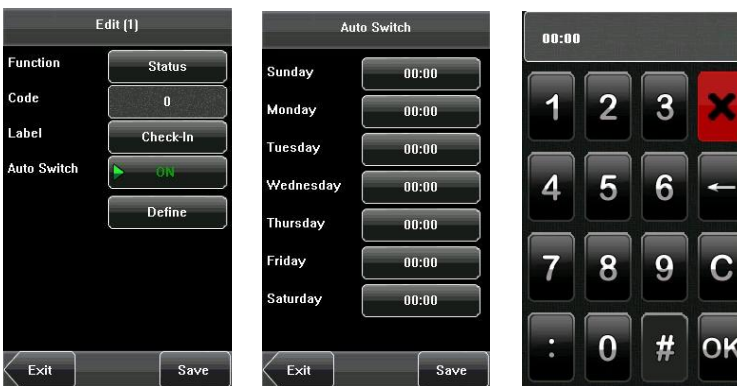 Edit (1)
Function Status
Code 0
Label Check-In
Auto Switch ON
Define
Exit Save
Auto Switch
Sunday 00:00
Monday 00:00
Tuesday 00:00
Wednesday 00:00
Thursday 00:00
Friday 00:00
Saturday 00:00
Exit Save
00:00
1 2 3 X
4 5 6 ←
7 8 9 C
: 0 # OK